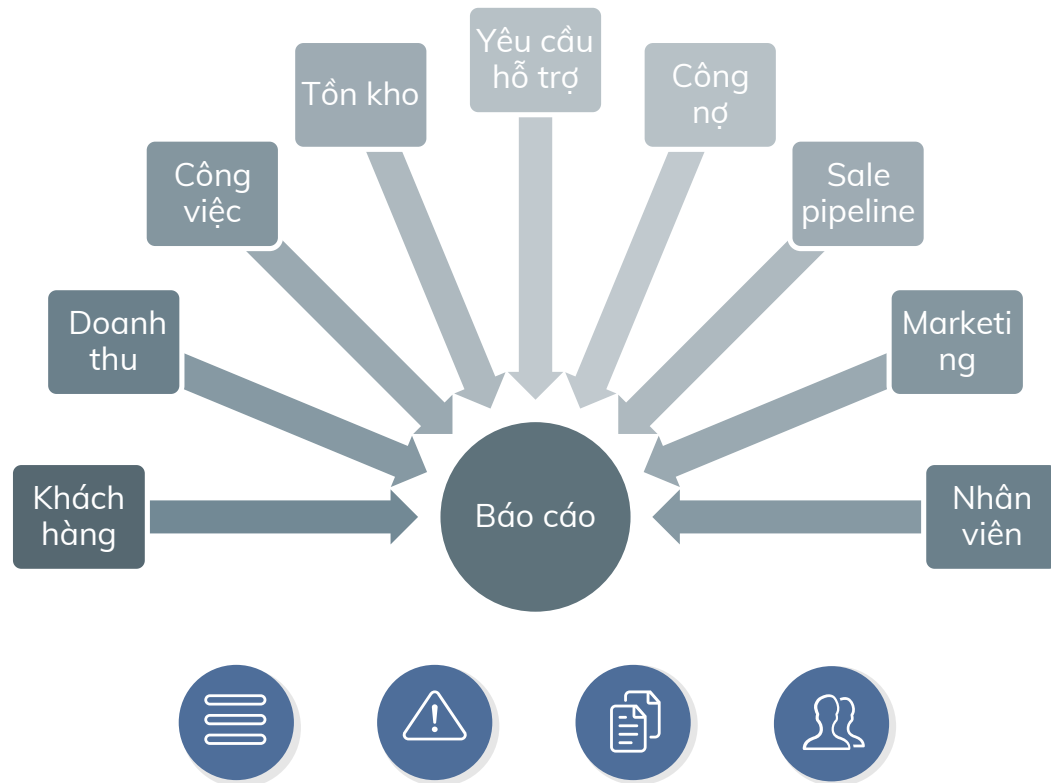 Yêu cầu
hỗ trợ
Tồn kho
Công
nợ
Công
việc
Sale
pipeline
Doanh
thu
Marketi
ng
Khách
hàng
Báo cáo
Nhân
viên